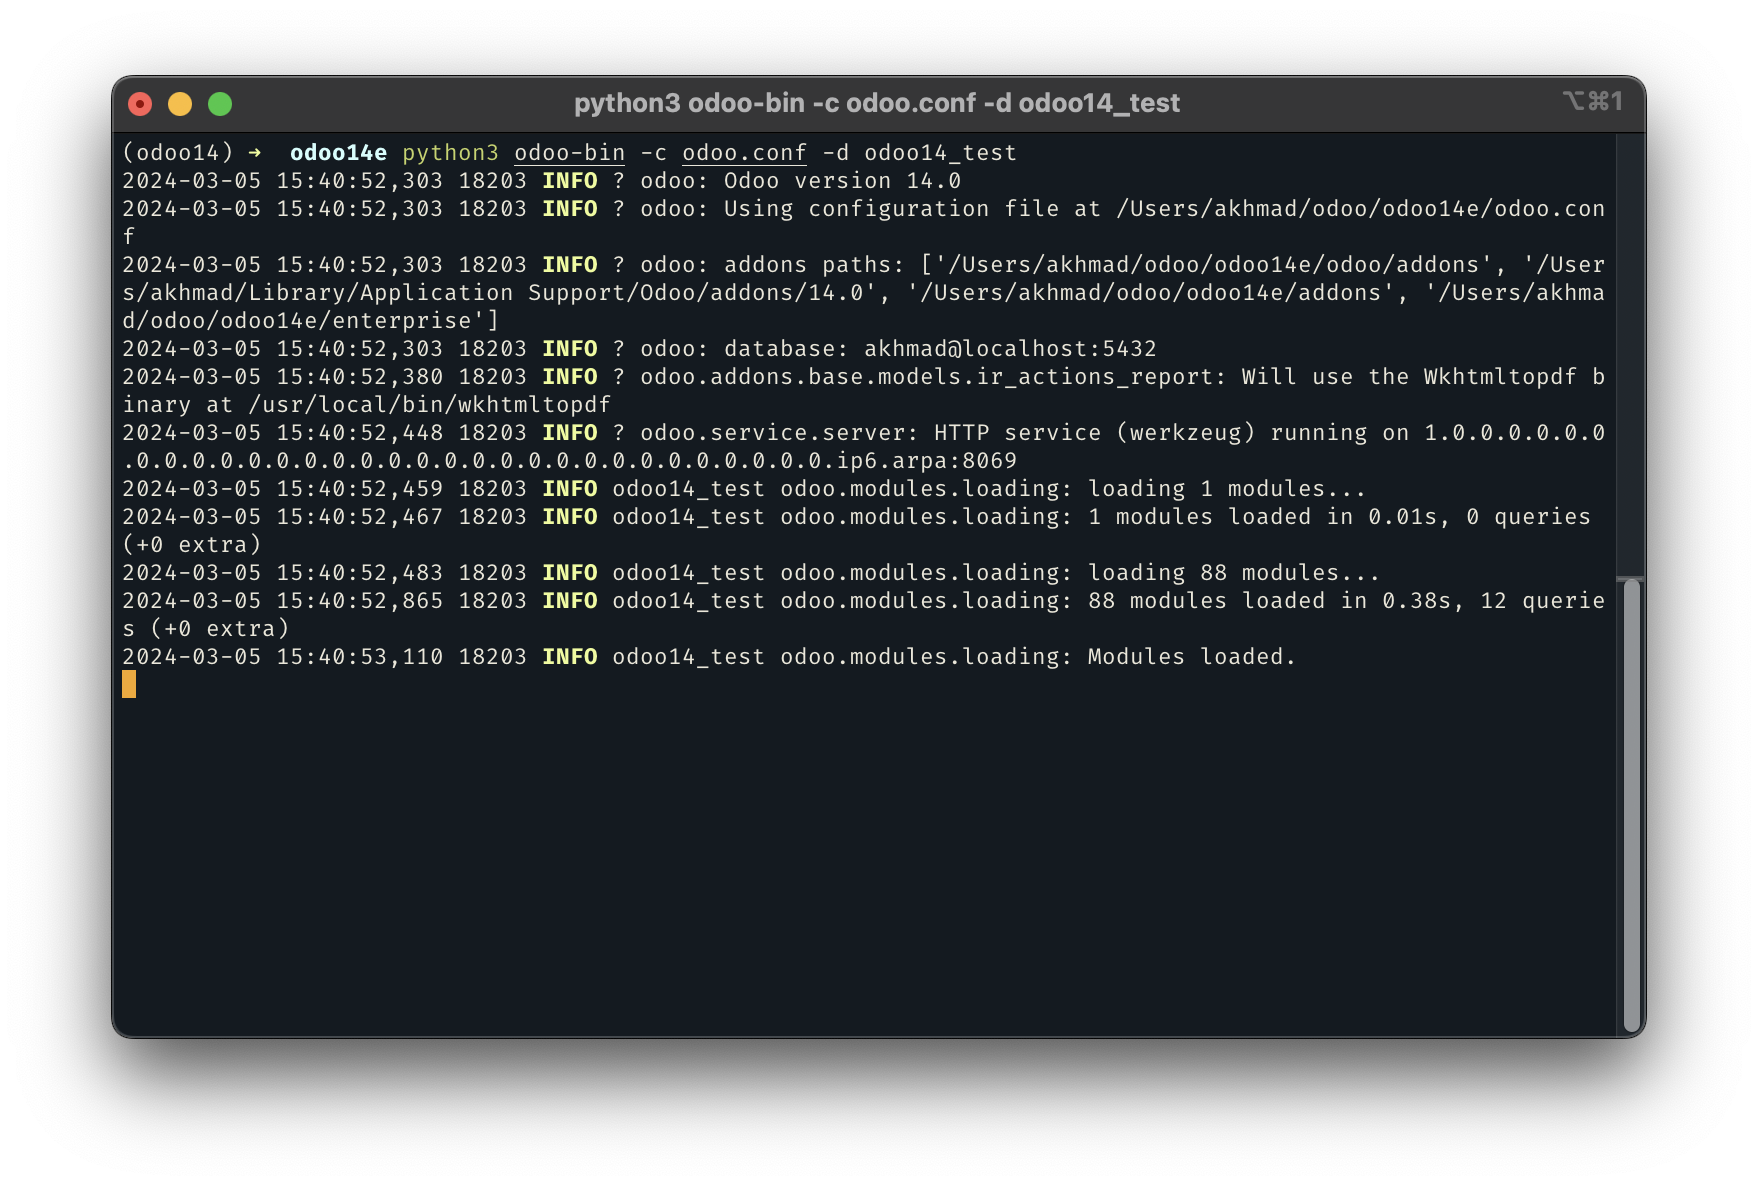 python3 odoo-bin -c odoo.conf -d odoo14_test
⌥⌘1
(odoo14) ➜  odoo14e python3 odoo-bin -c odoo.conf -d odoo14_test
2024-03-05 15:40:52,303 18203 INFO ? odoo: Odoo version 14.0
2024-03-05 15:40:52,303 18203 INFO ? odoo: Using configuration file at /Users/akhmad/odoo/odoo14e/odoo.con
f
2024-03-05 15:40:52,303 18203 INFO ? odoo: addons paths: ['/Users/akhmad/odoo/odoo14e/odoo/addons', '/User
s/akhmad/Library/Application Support/Odoo/addons/14.0', '/Users/akhmad/odoo/odoo14e/addons', '/Users/akhma
d/odoo/odoo14e/enterprise']
2024-03-05 15:40:52,303 18203 INFO ? odoo: database: akhmad@localhost:5432
2024-03-05 15:40:52,380 18203 INFO ? odoo.addons.base.models.ir_actions_report: Will use the Wkhtmltopdf b
inary at /usr/local/bin/wkhtmltopdf
2024-03-05 15:40:52,448 18203 INFO ? odoo.service.server: HTTP service (werkzeug) running on 1.0.0.0.0.0.0
.0.0.0.0.0.0.0.0.0.0.0.0.0.0.0.0.0.0.0.0.0.0.0.0.0.ip6.arpa:8069
2024-03-05 15:40:52,459 18203 INFO odoo14_test odoo.modules.loading: loading 1 modules...
2024-03-05 15:40:52,467 18203 INFO odoo14_test odoo.modules.loading: 1 modules loaded in 0.01s, 0 queries
(+0 extra)
2024-03-05 15:40:52,483 18203 INFO odoo14_test odoo.modules.loading: loading 88 modules...
2024-03-05 15:40:52,865 18203 INFO odoo14_test odoo.modules.loading: 88 modules loaded in 0.38s, 12 querie
s (+0 extra)
2024-03-05 15:40:53,110 18203 INFO odoo14_test odoo.modules.loading: Modules loaded.